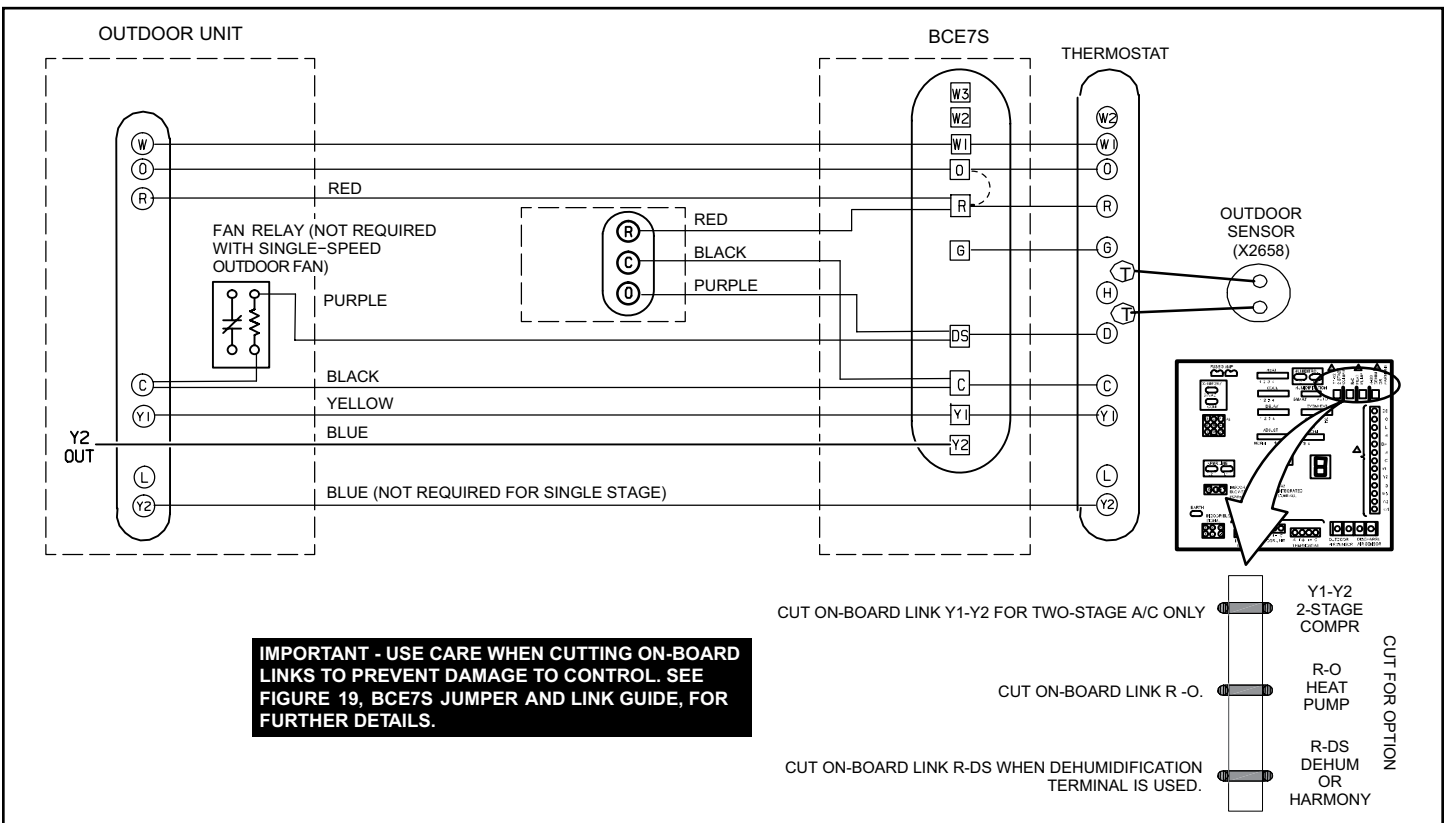 OUTDOOR UNIT
BCE7S
THERMOSTAT
W
O
R
RED
FAN RELAY (NOT REQUIRED
WITH SINGLE−SPEED
OUTDOOR FAN)
PURPLE
C
BLACK
Y1
YELLOW
Y2
OUT
BLUE
L
Y2
BLUE (NOT REQUIRED FOR SINGLE STAGE)
R
RED
C
BLACK
O
PURPLE
W3
W2
W1
O
R
G
DS
C
Y1
Y2
W2
W1
O
R
G
T
H
T
D
C
Y1
L
Y2
OUTDOOR
SENSOR
(X2658)
CUT ON-BOARD LINK Y1-Y2 FOR TWO-STAGE A/C ONLY
Y1-Y2
2-STAGE
COMPR
CUT ON-BOARD LINK R -O.
R-O
HEAT
PUMP
CUT ON-BOARD LINK R-DS WHEN DEHUMIDIFICATION
TERMINAL IS USED.
R-DS
DEHUM
OR
HARMONY
CUT FOR OPTION
IMPORTANT - USE CARE WHEN CUTTING ON-BOARD
LINKS TO PREVENT DAMAGE TO CONTROL. SEE
FIGURE 19, BCE7S JUMPER AND LINK GUIDE, FOR
FURTHER DETAILS.